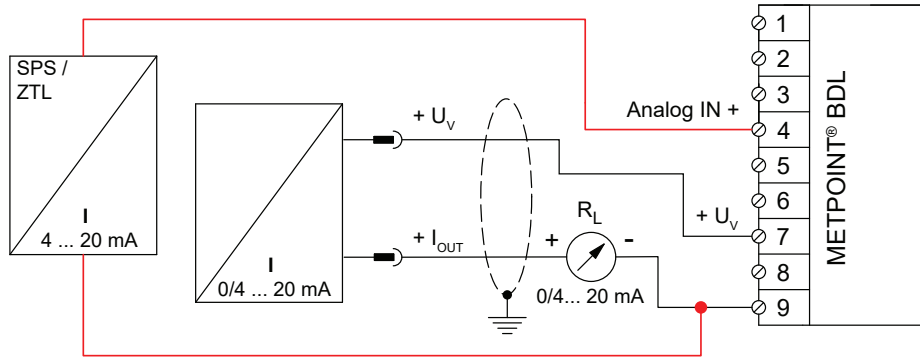 SPS /
ZTL
I
4 ... 20 mA
I
0/4 ... 20 mA
+ UV
+ IOUT
RL
+ -
0/4... 20 mA
Analog IN +
+ UV
1
2
3
4
5
6
7
8
9
METPOINT® BDL